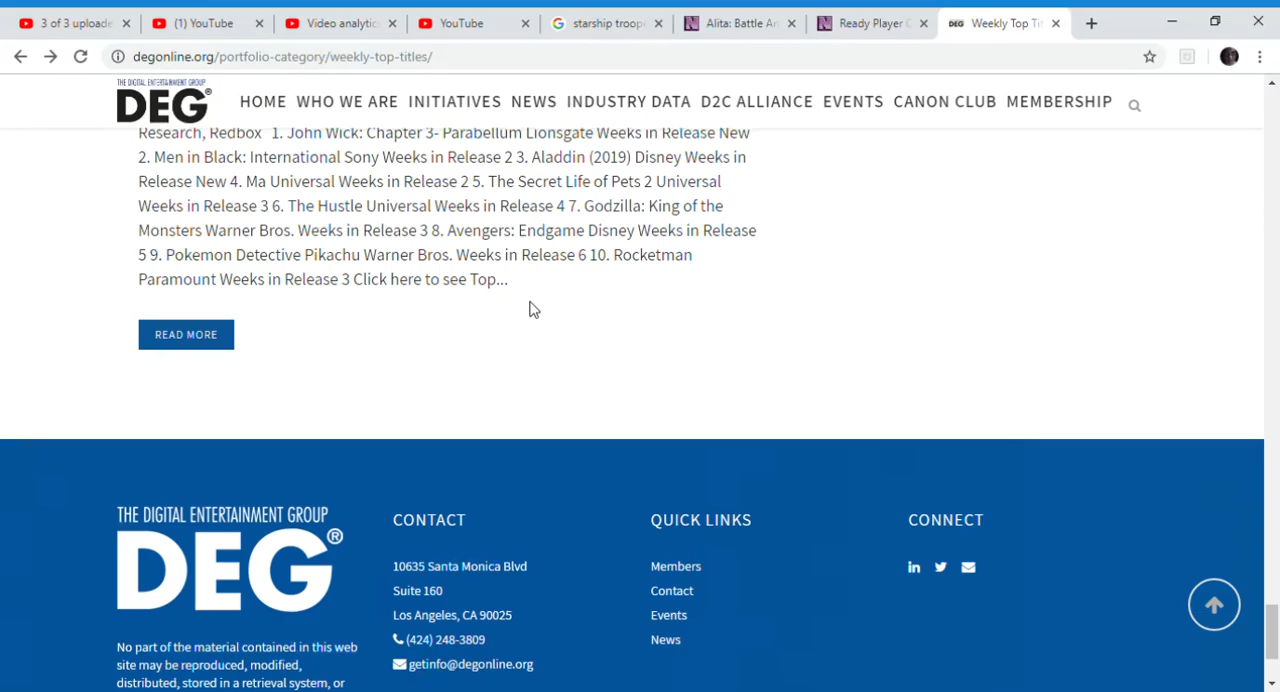 3 of 3 uploade
(1) YouTube
Video analytic
YouTube
starship troop
Alita: Battle An
Ready Player
DEG Weekly Top Tit
degonline.org/portfolio-category/weekly-top-titles/
THE DIGITAL ENTERTAINMENT GROUP
DEG®
HOME WHO WE ARE INITIATIVES NEWS INDUSTRY DATA D2C ALLIANCE EVENTS CANON CLUB MEMBERSHIP
Research, Redbox 1. John Wick: Chapter 3- Parabellum Lionsgate Weeks in Release New
2. Men in Black: International Sony Weeks in Release 2 3. Aladdin (2019) Disney Weeks in
Release New 4. Ma Universal Weeks in Release 2 5. The Secret Life of Pets 2 Universal
Weeks in Release 3 6. The Hustle Universal Weeks in Release 4 7. Godzilla: King of the
Monsters Warner Bros. Weeks in Release 3 8. Avengers: Endgame Disney Weeks in Release
5 9. Pokemon Detective Pikachu Warner Bros. Weeks in Release 6 10. Rocketman
Paramount Weeks in Release 3 Click here to see Top...
READ MORE
THE DIGITAL ENTERTAINMENT GROUP
DEG®
No part of the material contained in this web
site may be reproduced, modified,
distributed, stored in a retrieval system, or
CONTACT
10635 Santa Monica Blvd
Suite 160
Los Angeles, CA 90025
(424) 248-3809
getinfo@degonline.org
QUICK LINKS
Members
Contact
Events
News
CONNECT
in